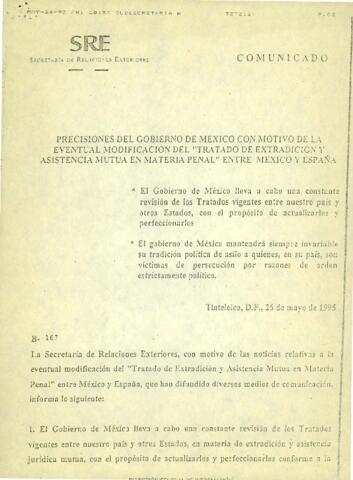 SUBSECRETARIA
P.02
SRE
SECRETARÍA DE RELACIONES EXTERIORES
COMUNICADO
PRECISIONES DEL GOBIERNO DE MEXICO CON MOTIVO DE LA
EVENTUAL MODIFICACION DEL "TRATADO DE EXTRADICIÓN Y
ASISTENCIA MUTUA EN MATERIA PENAL" ENTRE MEXICO Y ESPAÑA
* El Gobierno de México lleva a cabo una constante
revisión de los Tratados vigentes entre nuestro país y
otros Estados, con el propósito de actualizarlos y
perfeccionarlos
* El gobierno de México mantendrá siempre invariable
su tradición política de asilo a quienes, en su país, son
víctimas de persecución por razones de orden
estrictamente político.
Tlatelolco, D.F., 25 de mayo de 1995
B- 167
La Secretaría de Relaciones Exteriores, con motivo de las noticias relativas a la
eventual modificación del "Tratado de Extradición y Asistencia Mutua en Materia
Penal" entre México y España, que han difundido diversos medios de comunicación,
informa lo siguiente:
1. El Gobierno de México lleva a cabo una constante revisión de los Tratados
vigentes entre nuestro país y otros Estados, en materia de extradición y asistencia
jurídica mutua, con el propósito de actualizarlos y perfeccionarlos conforme a la